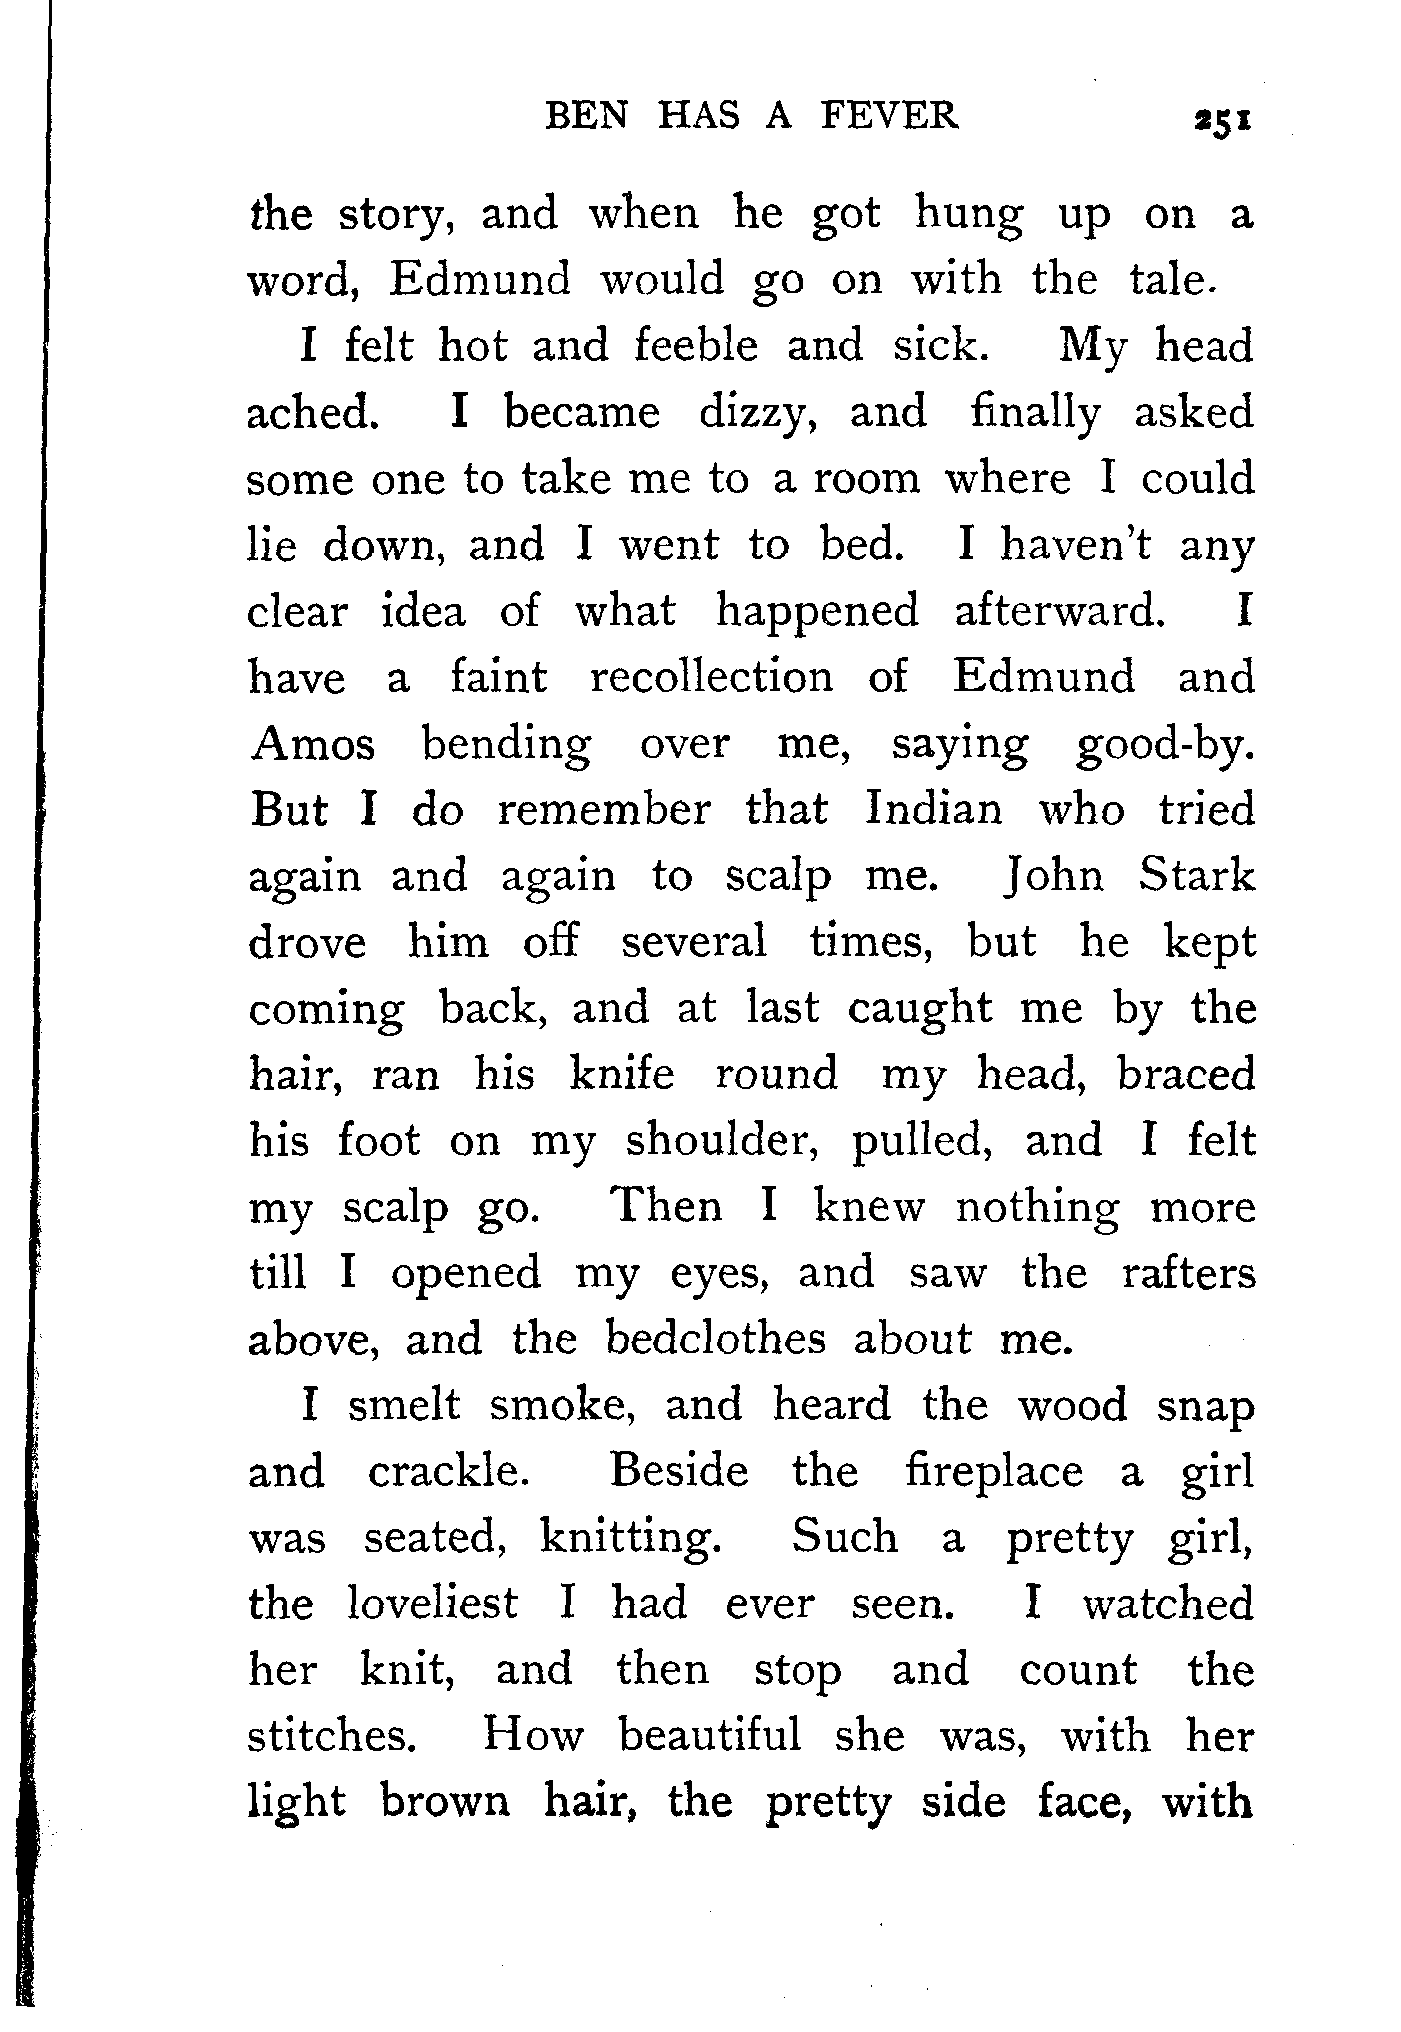 BEN HAS A FEVER 251
the story, and when he got hung up on a
word, Edmund would go on with the tale.
I felt hot and feeble and sick. My head
ached. I became dizzy, and finally asked
some one to take me to a room where I could
lie down, and I went to bed. I haven't any
clear idea of what happened afterward. I
have a faint recollection of Edmund and
Amos bending over me, saying good-by.
But I do remember that Indian who tried
again and again to scalp me. John Stark
drove him off several times, but he kept
coming back, and at last caught me by the
hair, ran his knife round my head, braced
his foot on my shoulder, pulled, and I felt
my scalp go. Then I knew nothing more
till I opened my eyes, and saw the rafters
above, and the bedclothes about me.
I smelt smoke, and heard the wood snap
and crackle. Beside the fireplace a girl
was seated, knitting. Such a pretty girl,
the loveliest I had ever seen. I watched
her knit, and then stop and count the
stitches. How beautiful she was, with her
light brown hair, the pretty side face, with